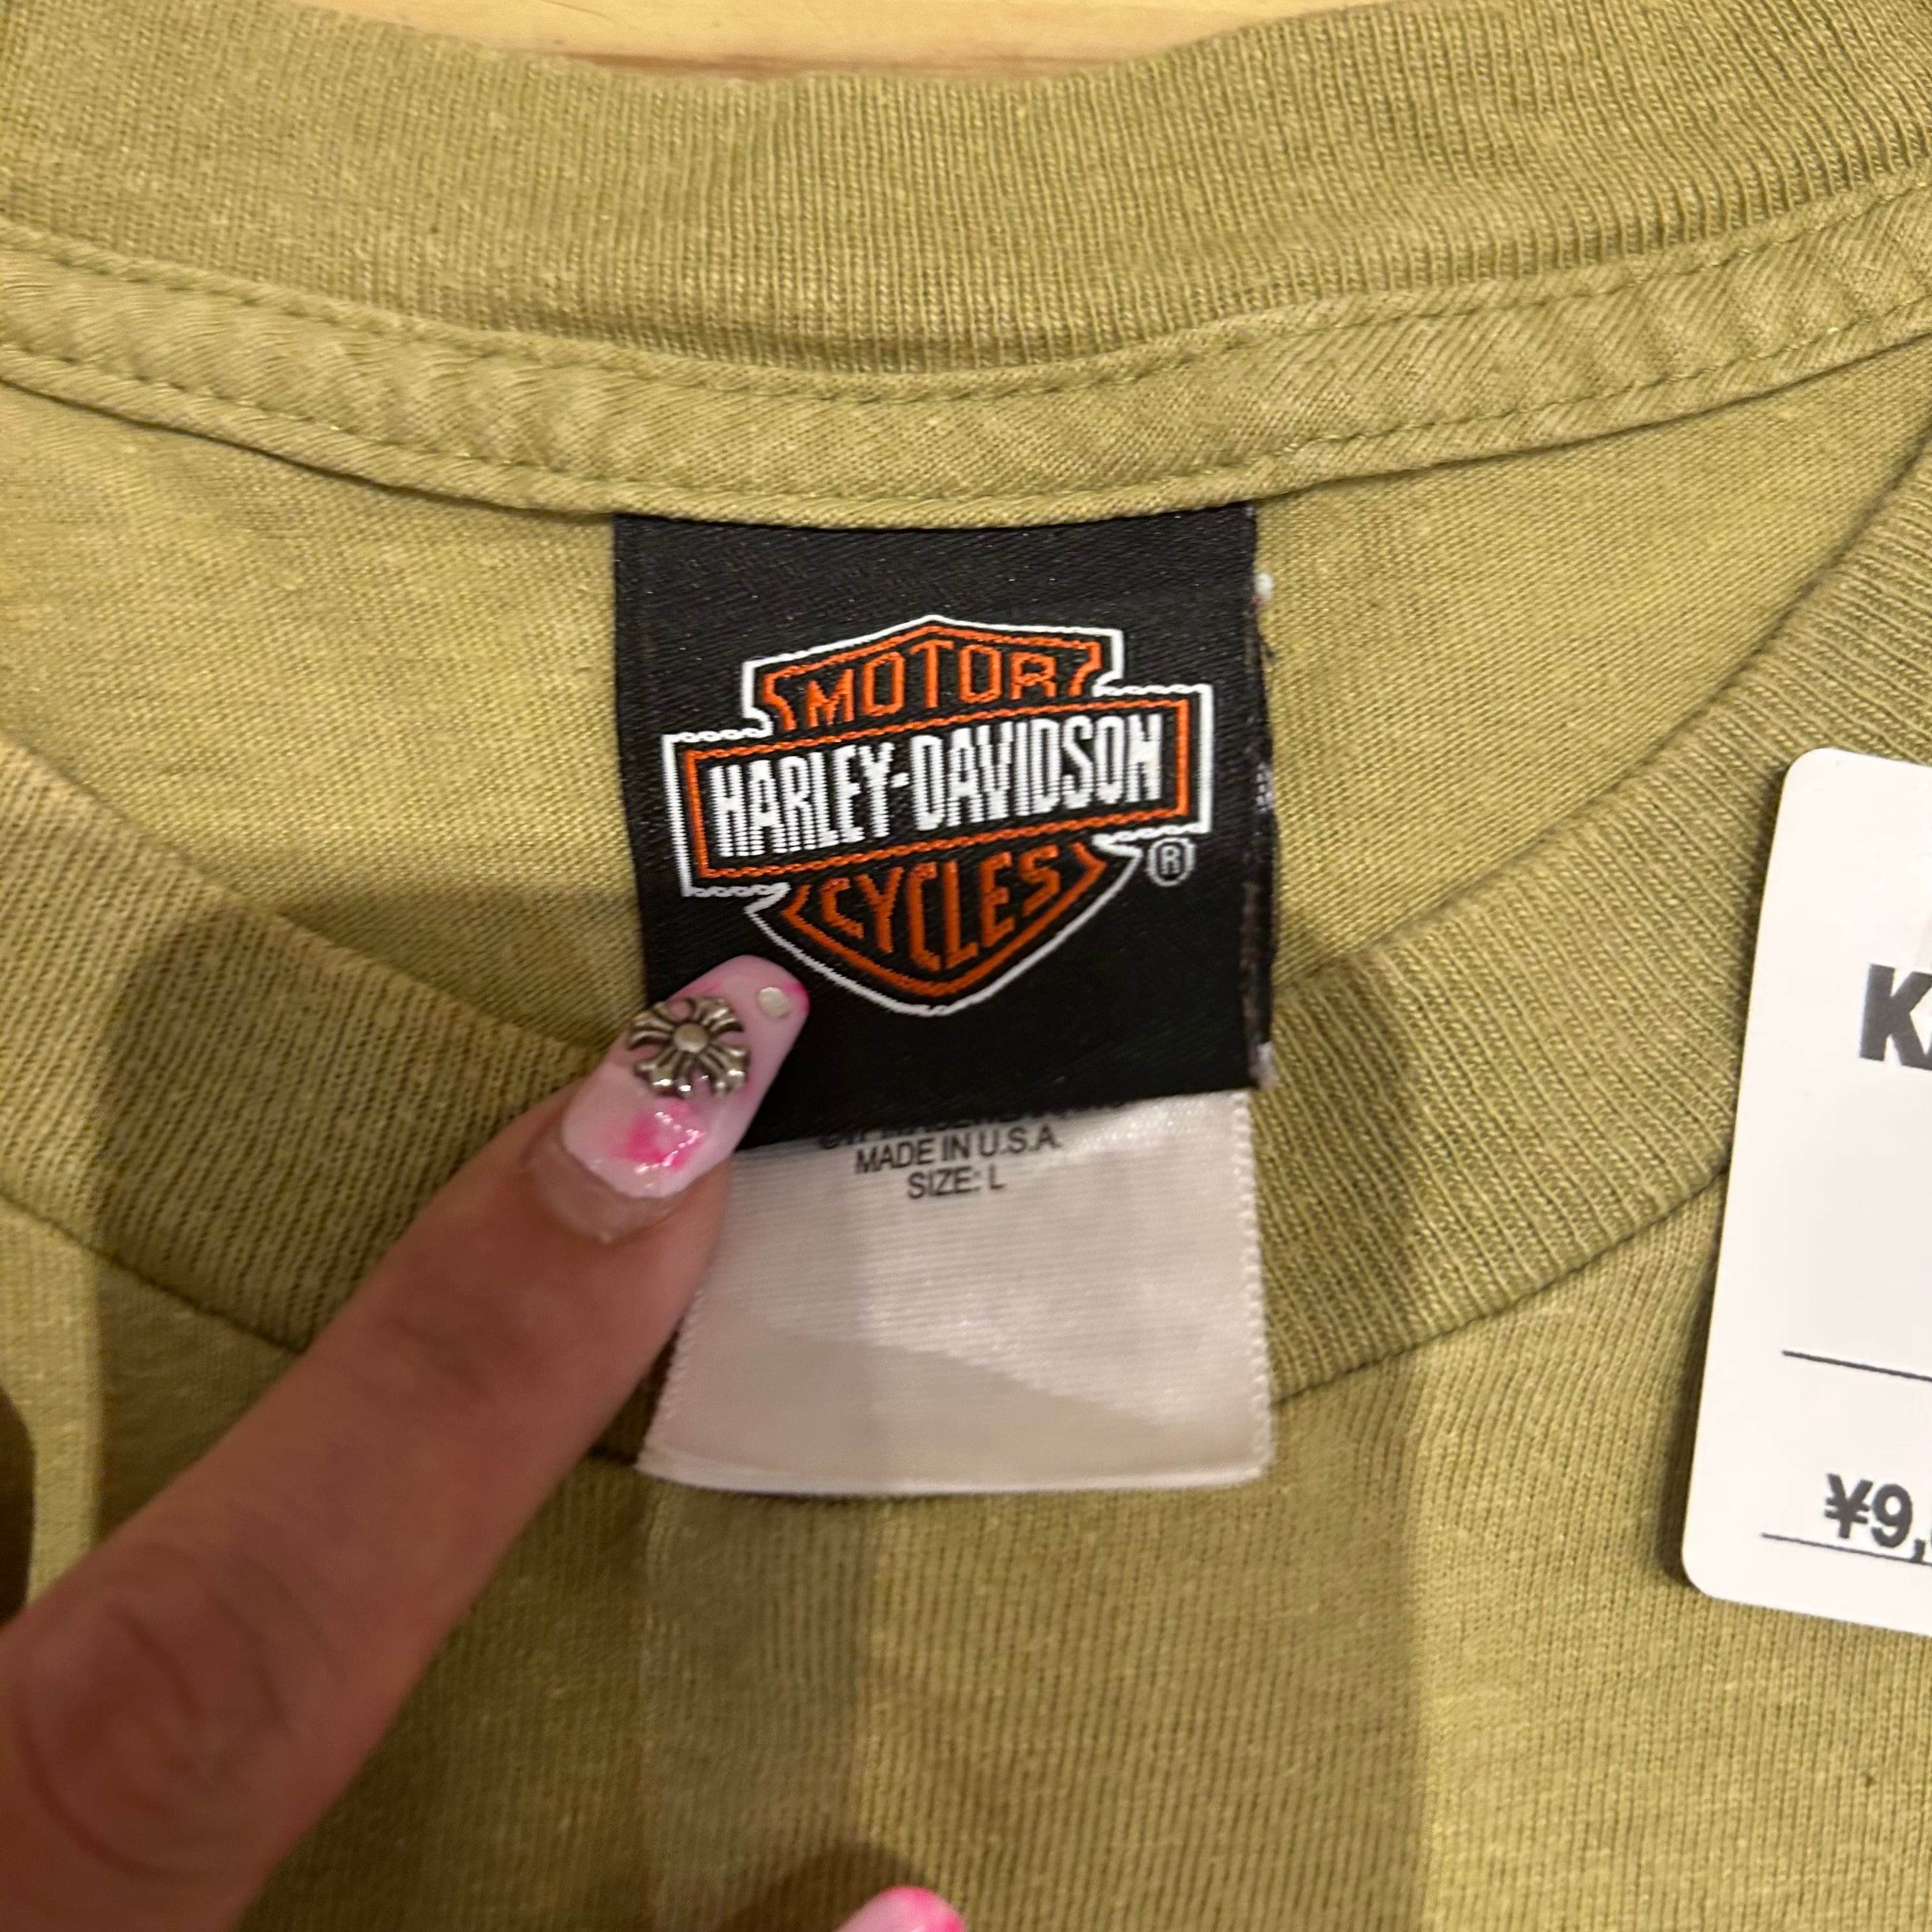 MOTOR
HARLEY-DAVIDSON
CYCLES
®
MADE IN U.S.A.
SIZE: L
K
¥9,